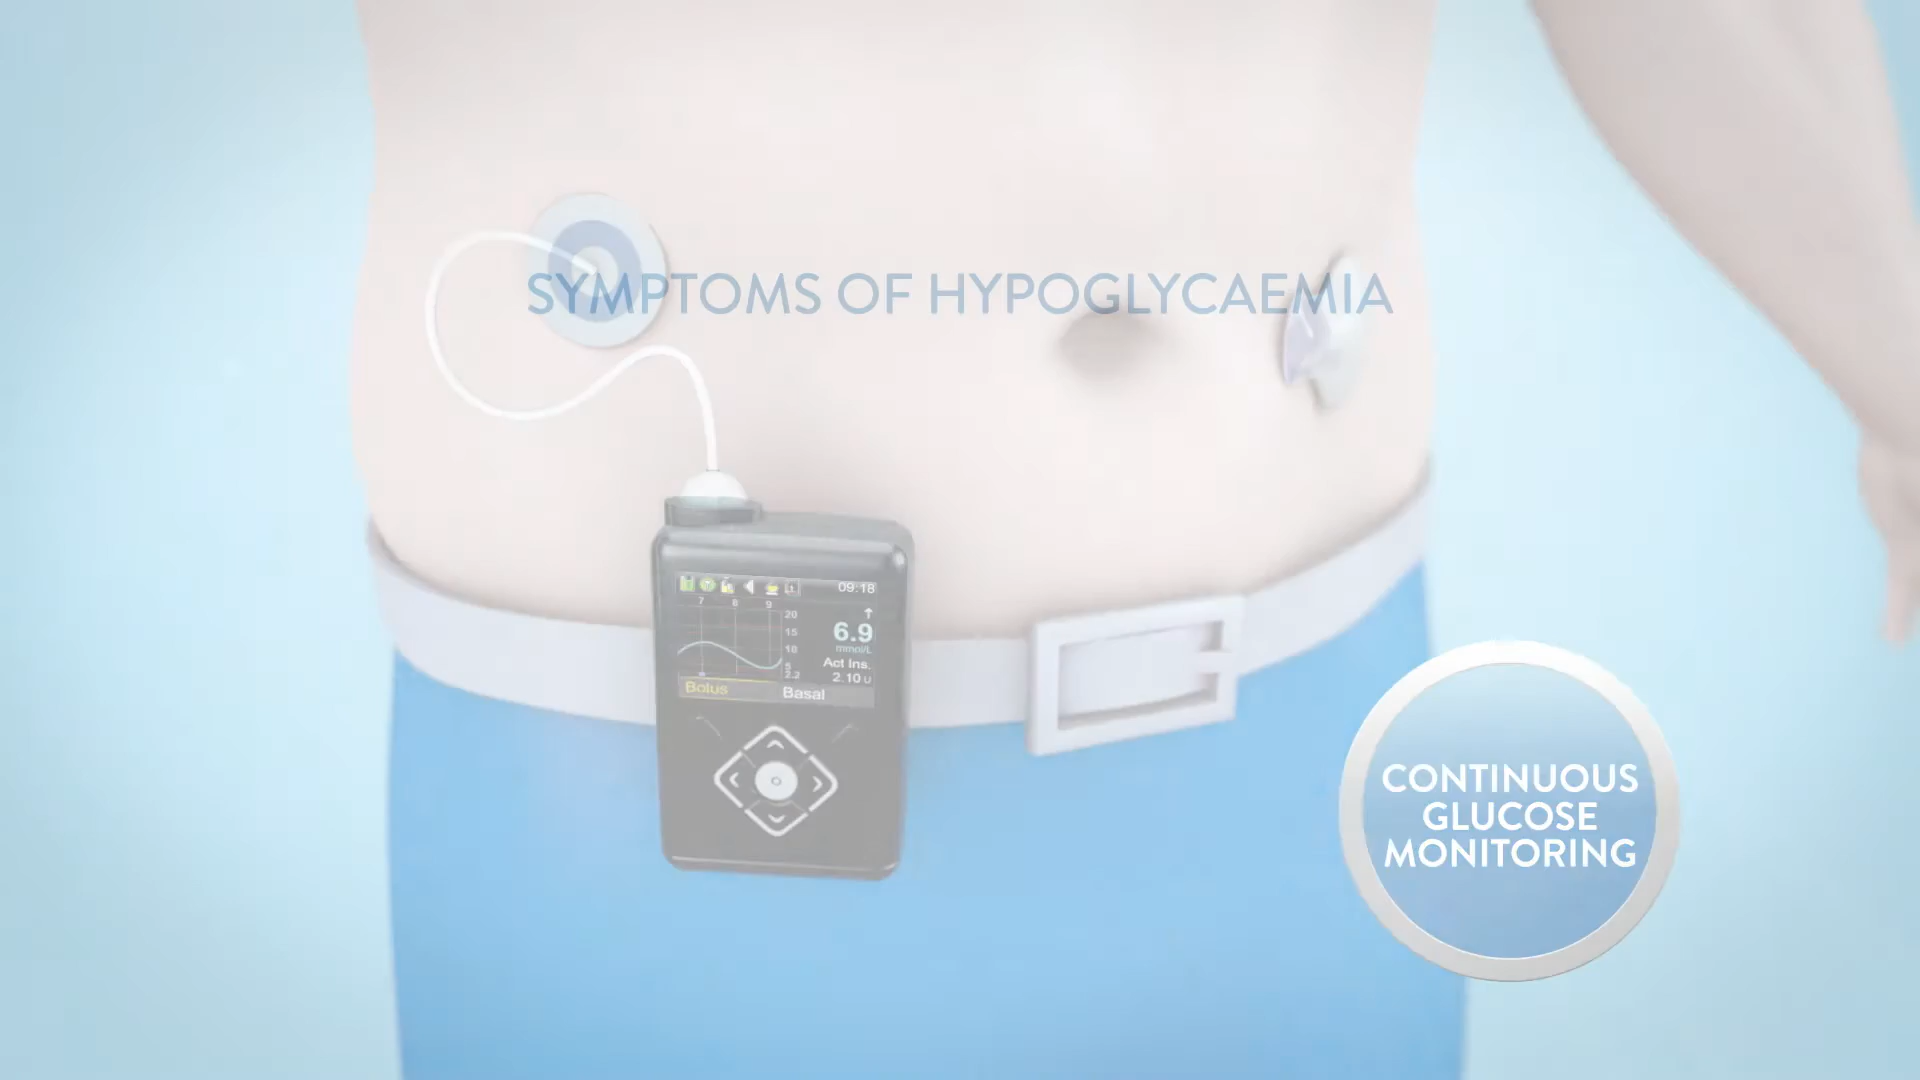 SYMPTOMS OF HYPOGLYCAEMIA
09:18
7 8 9
20
15
10
5
2.2
6.9
mmol/L
Act Ins.
2.10 U
Bolus Basal
CONTINUOUS
GLUCOSE
MONITORING